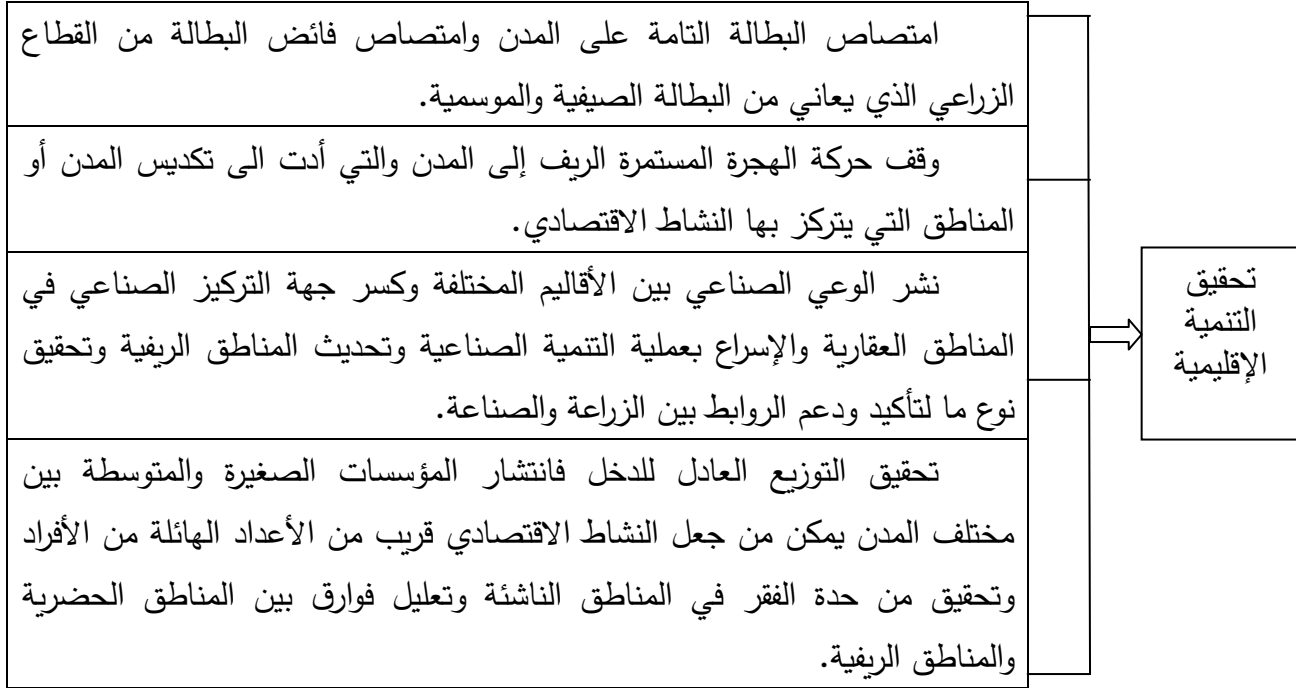 امتصاص البطالة التامة على المدن وامتصاص فائض البطالة من القطاع
الزراعي الذي يعاني من البطالة الصيفية والموسمية.
وقف حركة الهجرة المستمرة الريف إلى المدن والتي أدت الى تكديس المدن أو
المناطق التي يتركز بها النشاط الاقتصادي.
نشر الوعي الصناعي بين الأقاليم المختلفة وكسر جهة التركيز الصناعي في
المناطق العقارية والإسراع بعملية التنمية الصناعية وتحديث المناطق الريفية وتحقيق
نوع ما لتأكيد ودعم الروابط بين الزراعة والصناعة.
تحقيق التوزيع العادل للدخل فانتشار المؤسسات الصغيرة والمتوسطة بين
مختلف المدن يمكن من جعل النشاط الاقتصادي قريب من الأعداد الهائلة من الأفراد
وتحقيق من حدة الفقر في المناطق الناشئة وتعليل فوارق بين المناطق الحضرية
والمناطق الريفية.
تحقيق
التنمية
الإقليمية